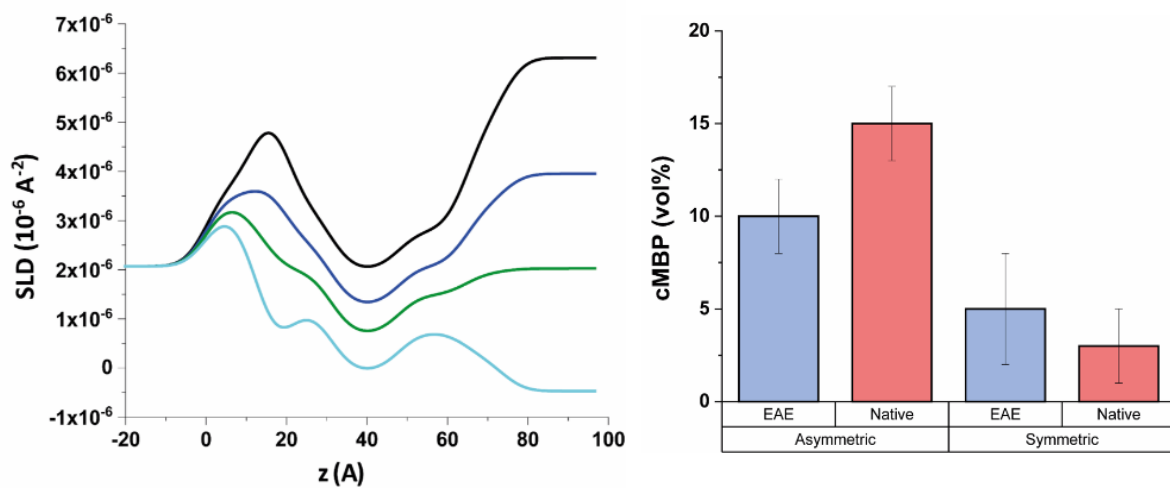 7x10⁻⁶
6x10⁻⁶
5x10⁻⁶
4x10⁻⁶
3x10⁻⁶
2x10⁻⁶
1x10⁻⁶
0
-1x10⁻⁶
SLD (10⁻⁶ A⁻²)
-20 0 20 40 60 80 100
z (A)
20
15
10
5
0
cMBP (vol%)
EAE Native EAE Native
Asymmetric Symmetric